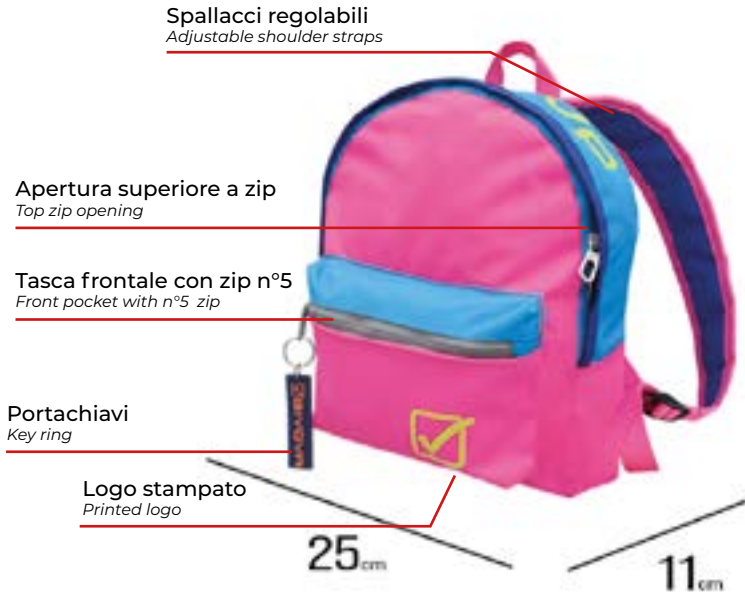 Spallacci regolabili
Adjustable shoulder straps
Apertura superiore a zip
Top zip opening
Tasca frontale con zip n°5
Front pocket with n°5 zip
Portachiavi
Key ring
Logo stampato
Printed logo
25cm
11cm